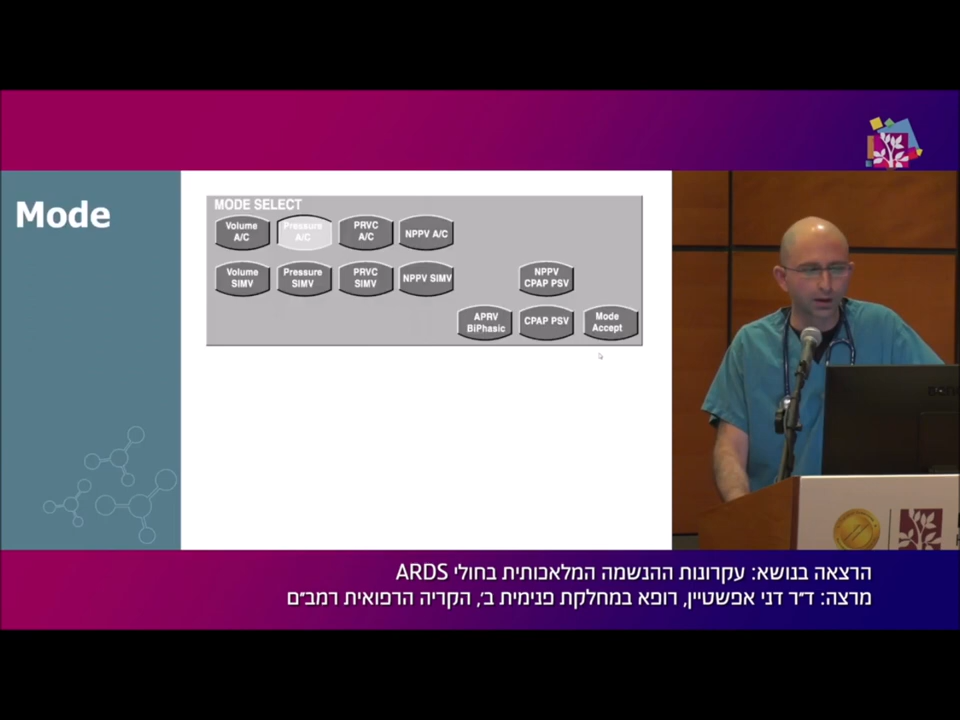 Mode
MODE SELECT
Volume A/C
Pressure A/C
PRVC A/C
NPPV A/C
Volume SIMV
Pressure SIMV
PRVC SIMV
NPPV SIMV
NPPV CPAP PSV
APRV BiPhasic
CPAP PSV
Mode Accept
הרצאה בנושא: עקרונות ההנשמה המלאכותית בחולי ARDS
מרצה: ד״ר דני אפשטיין, רופא במחלקת פנימית ב׳, הקריה הרפואית רמב״ם